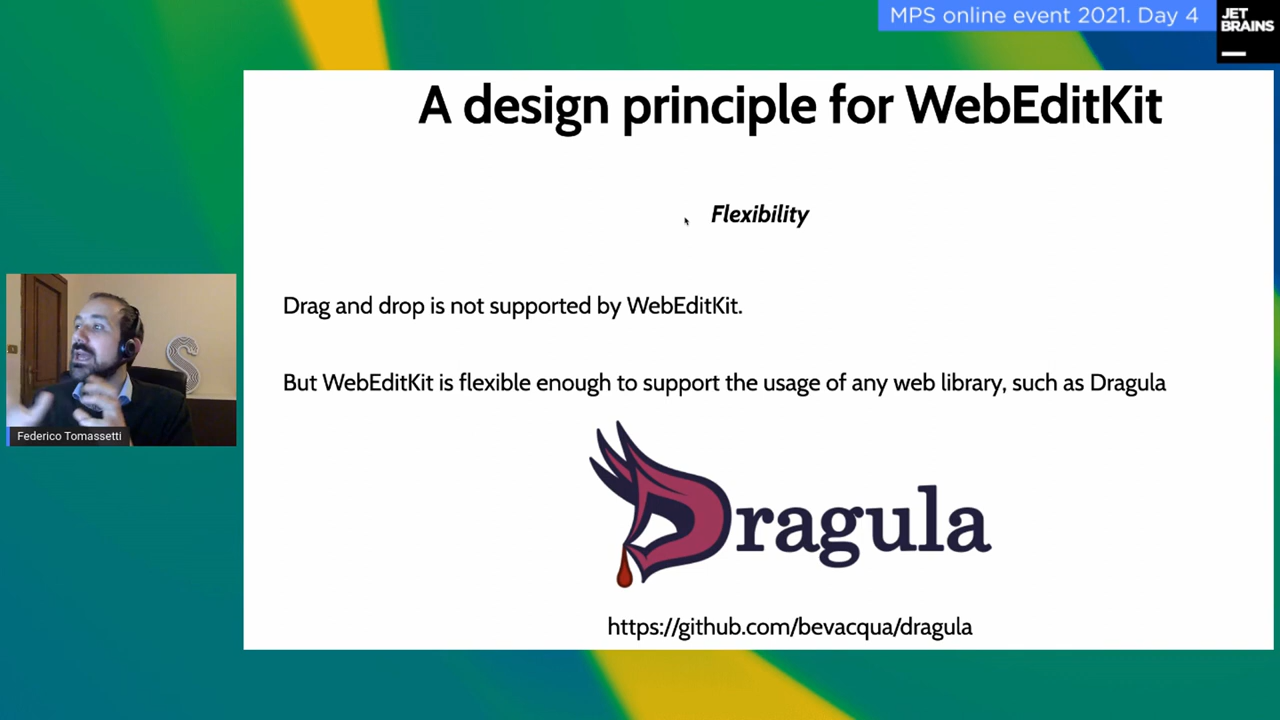 MPS online event 2021. Day 4
JET
BRAINS
A design principle for WebEditKit
Flexibility
Drag and drop is not supported by WebEditKit.
But WebEditKit is flexible enough to support the usage of any web library, such as Dragula
Federico Tomassetti
Dragula
https://github.com/bevacqua/dragula